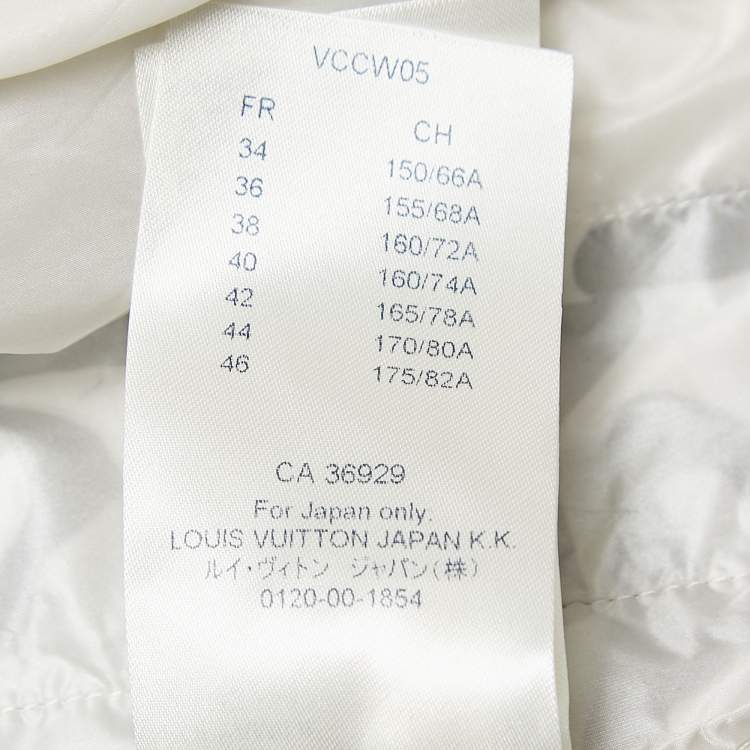 VCCW05
FR CH
34 150/66A
36 155/68A
38 160/72A
40 160/74A
42 165/78A
44 170/80A
46 175/82A
CA 36929
For Japan only.
LOUIS VUITTON JAPAN K.K.
ルイ・ヴィトン ジャパン(株)
0120-00-1854